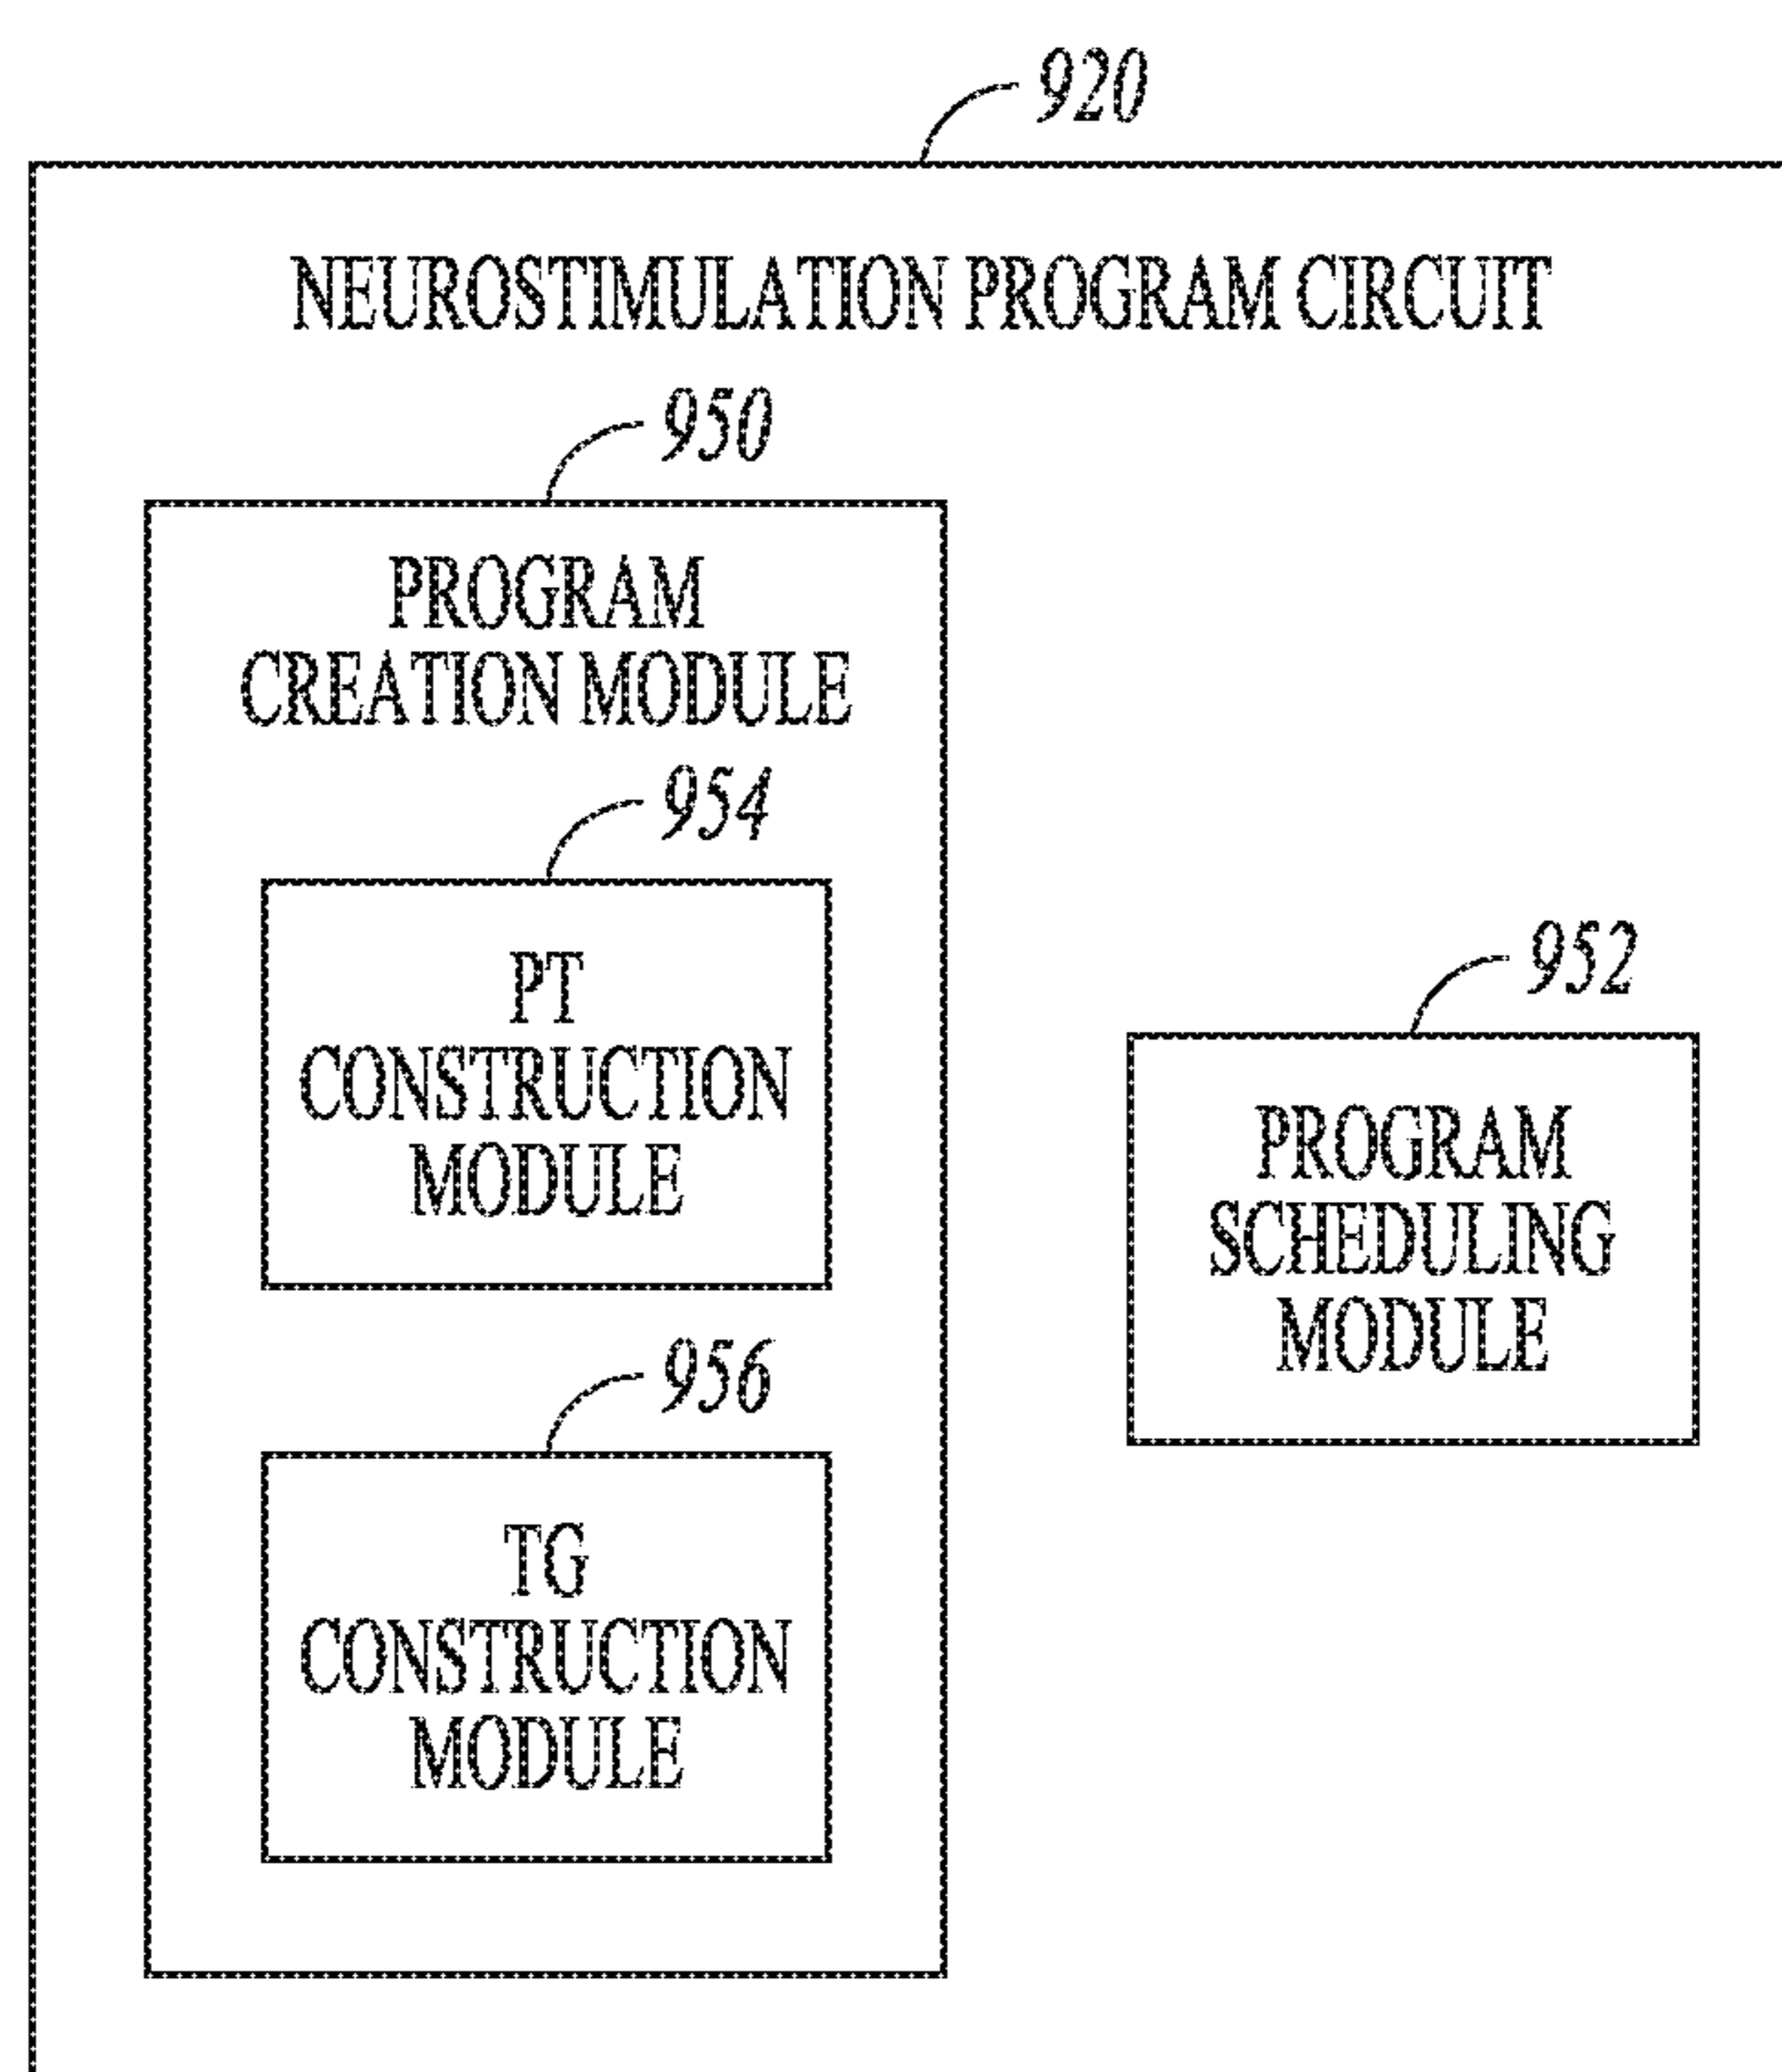 920
NEUROSTIMULATION PROGRAM CIRCUIT
950
PROGRAM
CREATION MODULE
954
PT
CONSTRUCTION
MODULE
956
TG
CONSTRUCTION
MODULE
952
PROGRAM
SCHEDULING
MODULE